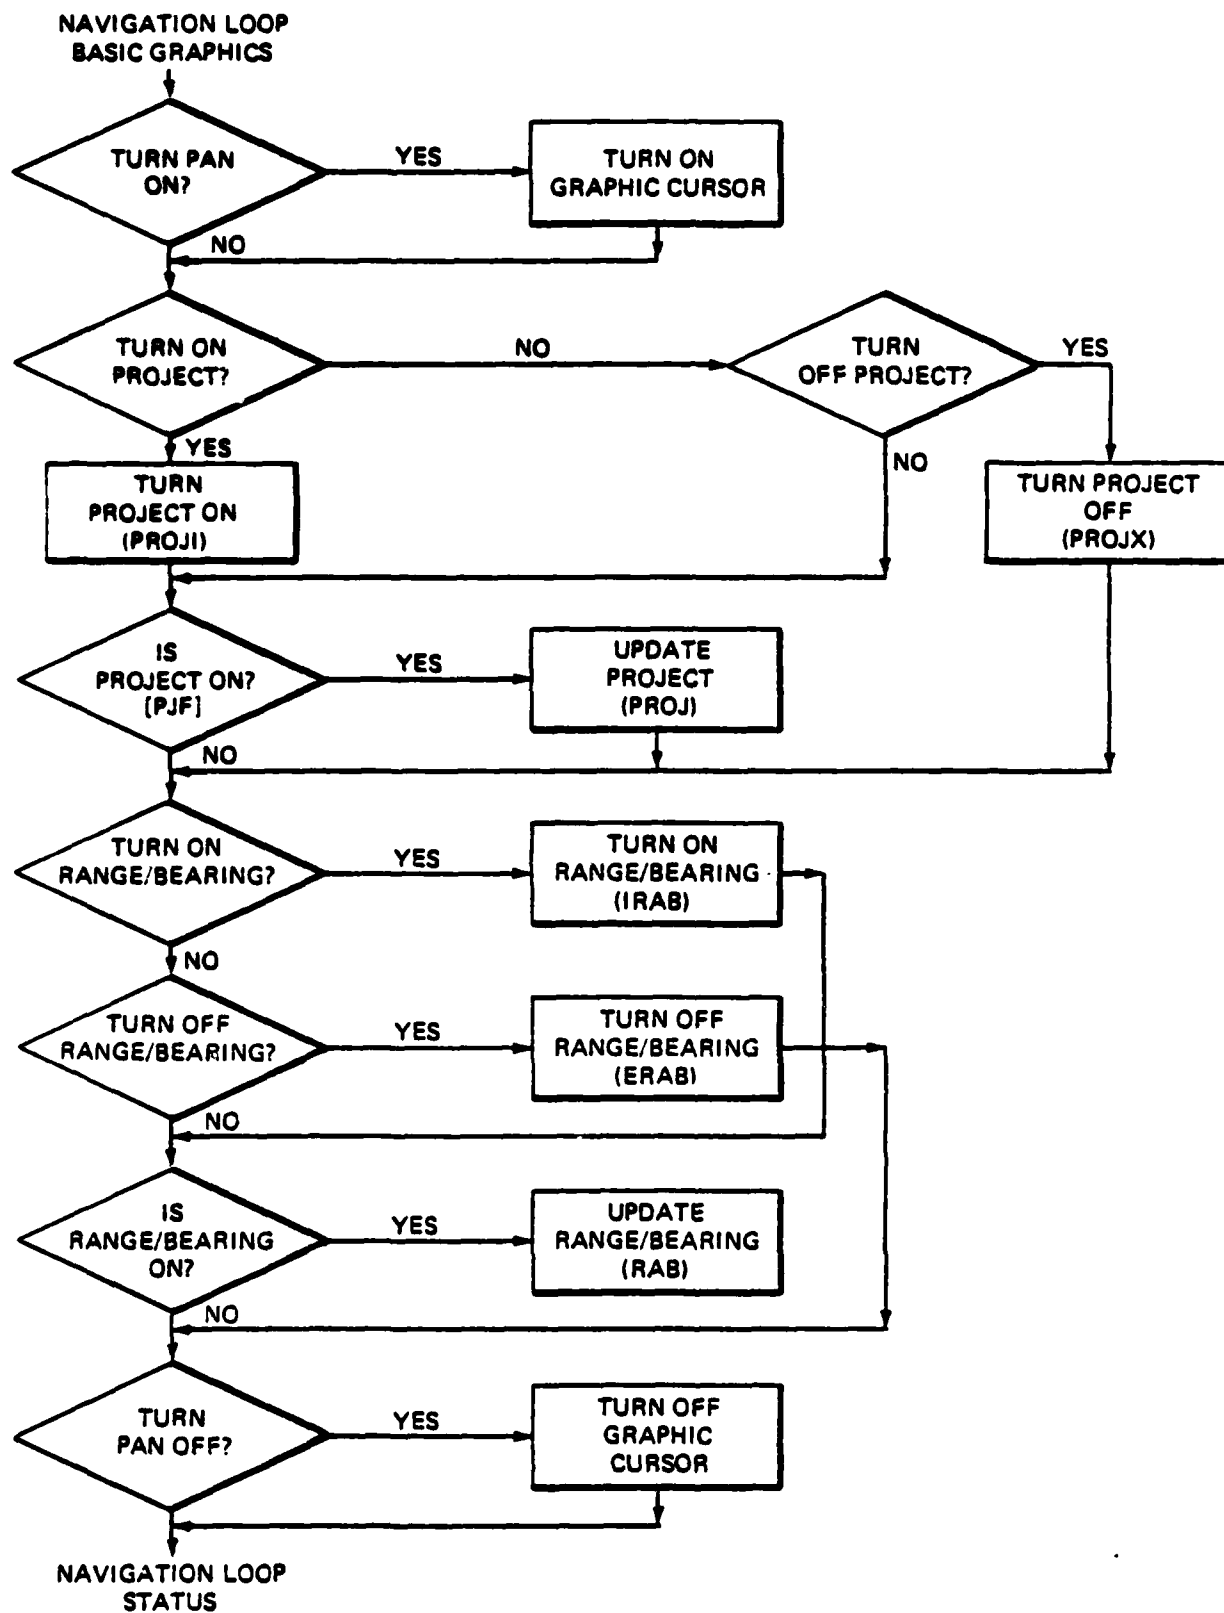 NAVIGATION LOOP
BASIC GRAPHICS
TURN PAN
ON?
YES
TURN ON
GRAPHIC CURSOR
NO
TURN ON
PROJECT?
NO
TURN
OFF PROJECT?
YES
YES
NO
TURN
PROJECT ON
(PROJI)
TURN PROJECT
OFF
(PROJX)
IS
PROJECT ON?
[PJF]
YES
UPDATE
PROJECT
(PROJ)
NO
TURN ON
RANGE/BEARING?
YES
TURN ON
RANGE/BEARING
(IRAB)
NO
TURN OFF
RANGE/BEARING?
YES
TURN OFF
RANGE/BEARING
(ERAB)
NO
IS
RANGE/BEARING
ON?
YES
UPDATE
RANGE/BEARING
(RAB)
NO
TURN
PAN OFF?
YES
TURN OFF
GRAPHIC
CURSOR
NAVIGATION LOOP
STATUS